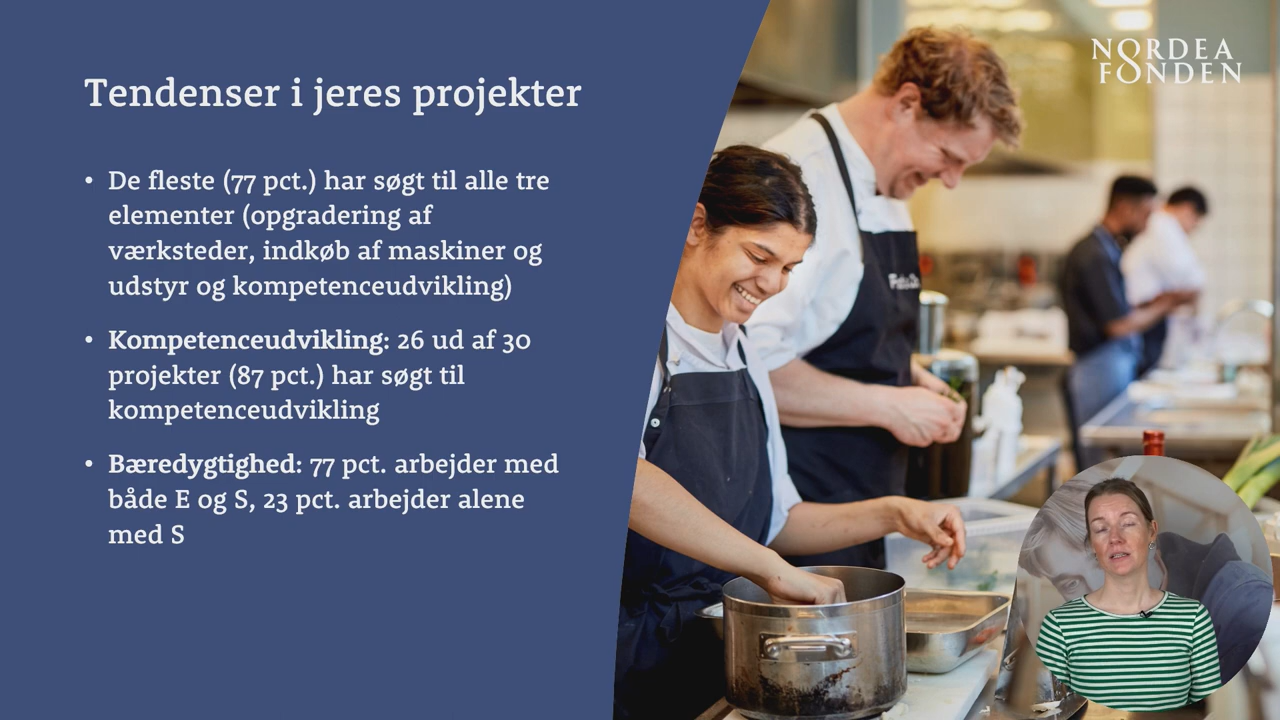 Tendenser i jeres projekter
NORDEA
FONDEN
• De fleste (77 pct.) har søgt til alle tre
elementer (opgradering af
værksteder, indkøb af maskiner og
udstyr og kompetenceudvikling)
• Kompetenceudvikling: 26 ud af 30
projekter (87 pct.) har søgt til
kompetenceudvikling
• Bæredygtighed: 77 pct. arbejder med
både E og S, 23 pct. arbejder alene
med S